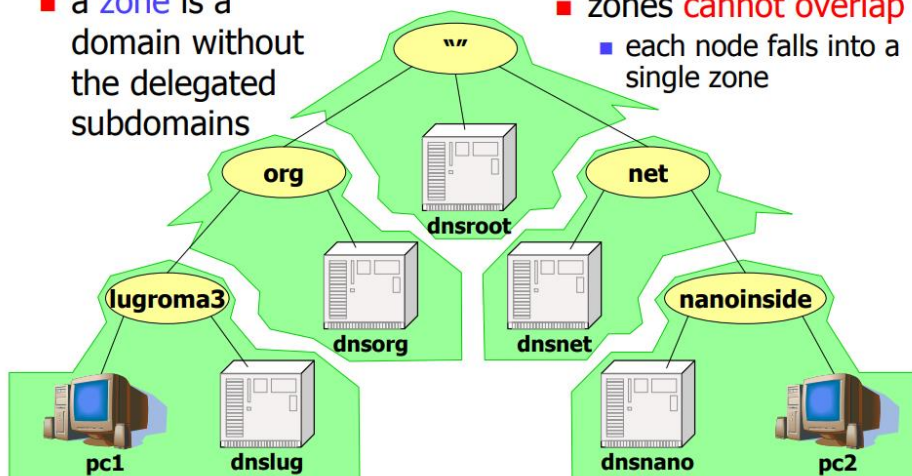 a zone is a
domain without
the delegated
subdomains
zones cannot overlap
each node falls into a
single zone
“”
org
net
dnsroot
lugroma3
nanoinside
dnsorg
dnsnet
pc1
dnslug
dnsnano
pc2